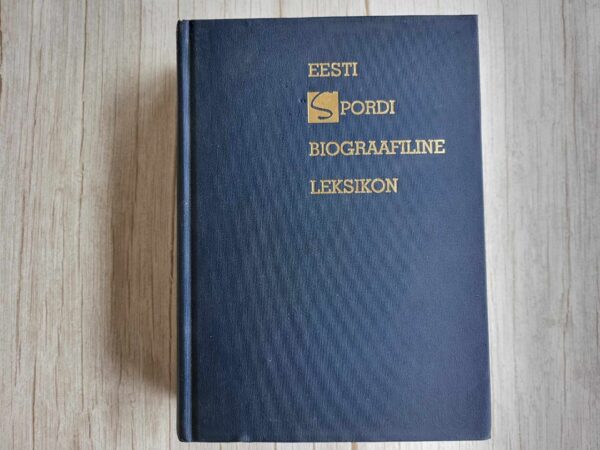 EESTI
SPORDI
BIOGRAAFILINE
LEKSIKON